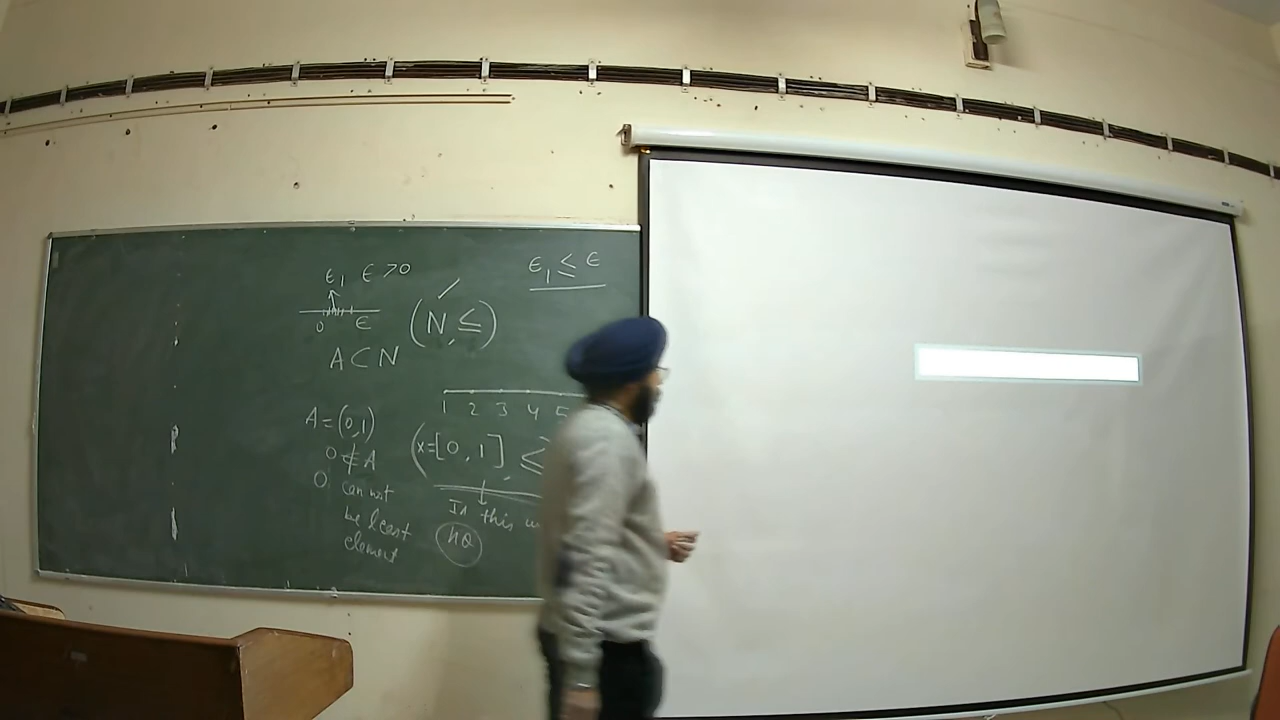 ϵ₁ ϵ >0
ϵ₁ ≤ ϵ
0 ϵ
(N, ≤)
A ⊂ N
1 2 3 4 5
A = (0,1)
(x=[0,1] ≤
0 ∉ A
0 can not
be least
element
Is this
NO